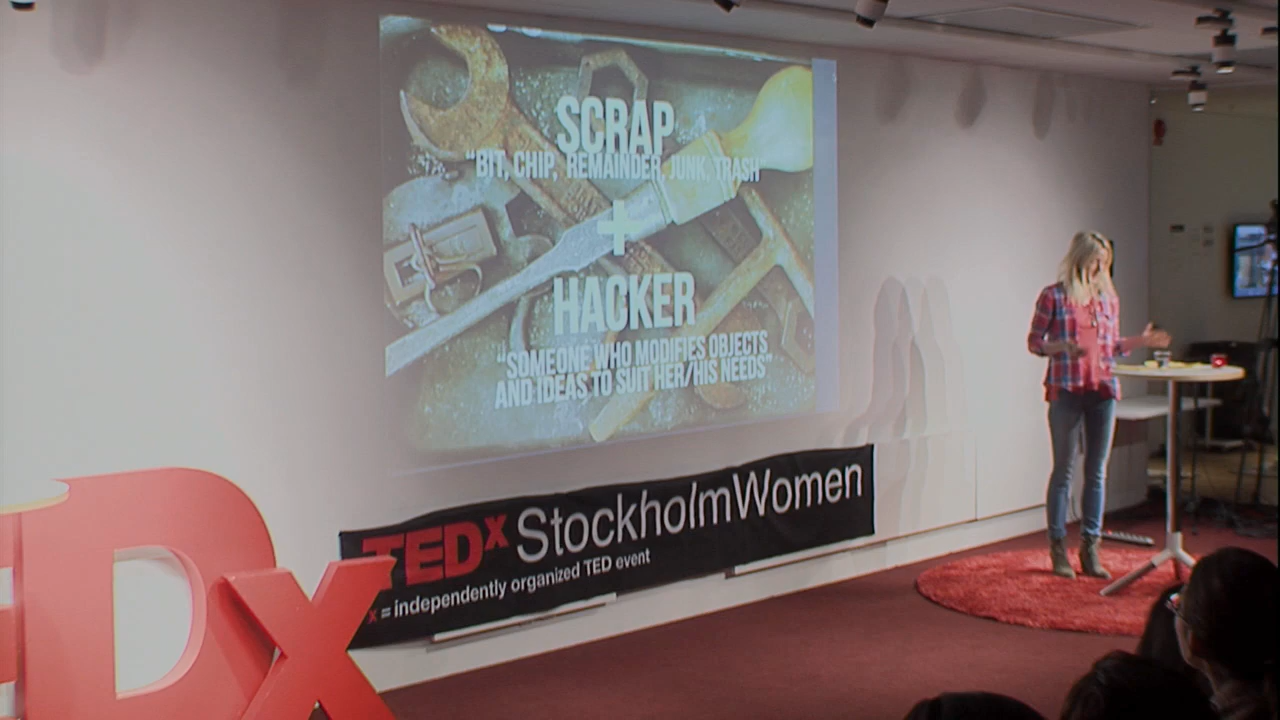 SCRAP
"BIT, CHIP, REMAINDER, JUNK, TRASH"
+
HACKER
"SOMEONE WHO MODIFIES OBJECTS
AND IDEAS TO SUIT HER/HIS NEEDS"
TEDx StockholmWomen
x = independently organized TED event
EDx